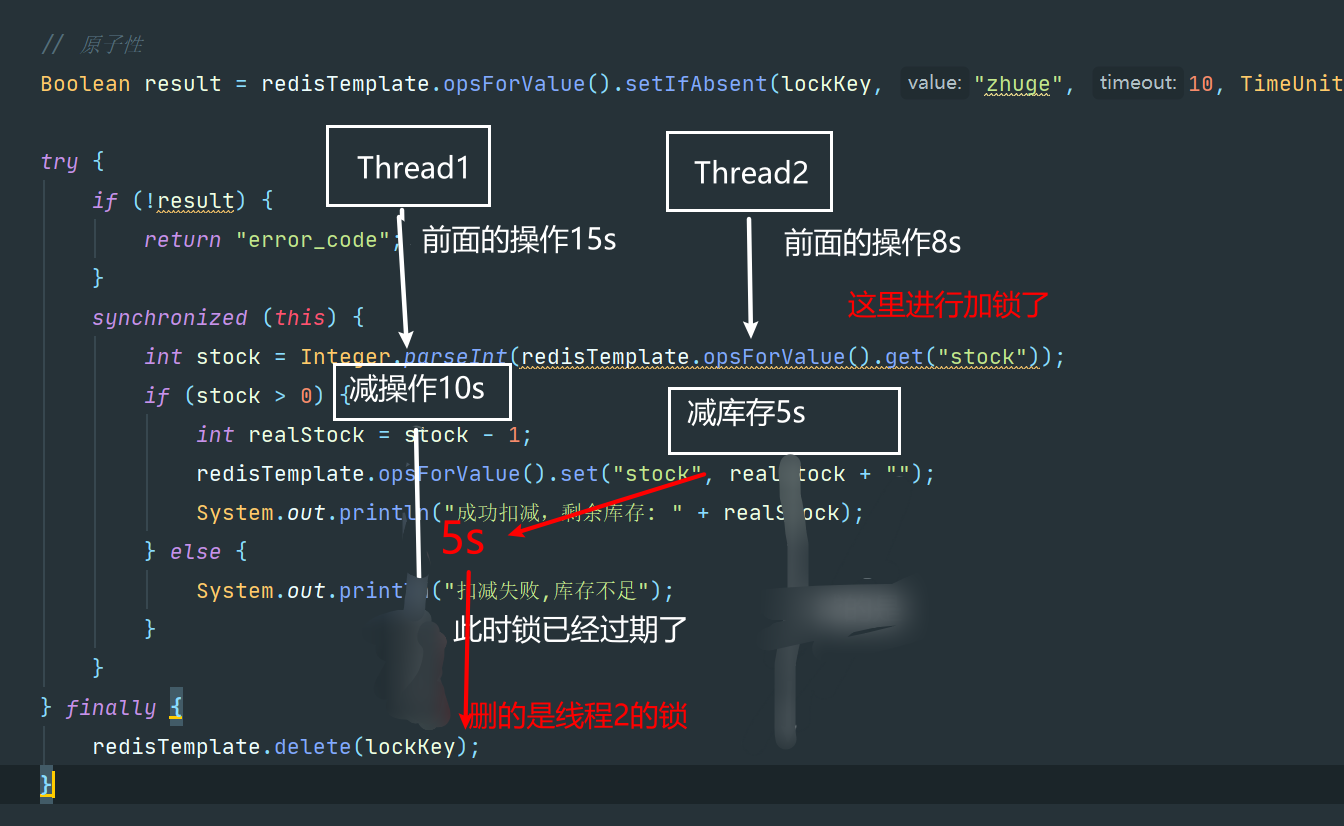 // 原子性
Boolean result = redisTemplate.opsForValue().setIfAbsent(lockKey, value: "zhuge", timeout: 10, TimeUnit
Thread1
Thread2
try {
if (!result) {
return "error_code";
前面的操作15s
前面的操作8s
}
这里进行加锁了
synchronized (this) {
int stock = Integer.parseInt(redisTemplate.opsForValue().get("stock"));
if (stock > 0) {
减操作10s
减库存5s
int realStock = stock - 1;
redisTemplate.opsForValue().set("stock", realStock + "");
System.out.println("成功扣减，剩余库存: " + realStock);
5s
} else {
System.out.println("扣减失败,库存不足");
}
此时锁已经过期了
}
} finally {
删的是线程2的锁
redisTemplate.delete(lockKey);
}